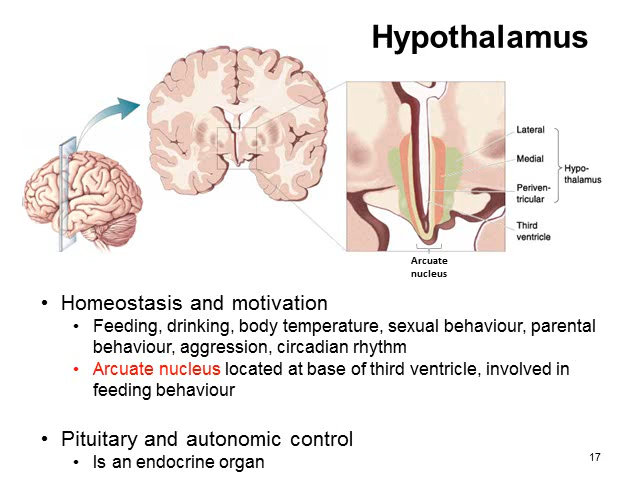 Hypothalamus
Lateral
Medial
Periven-
tricular
Third
ventricle
Hypo-
thalamus
Arcuate
nucleus
• Homeostasis and motivation
• Feeding, drinking, body temperature, sexual behaviour, parental
behaviour, aggression, circadian rhythm
• Arcuate nucleus located at base of third ventricle, involved in
feeding behaviour
• Pituitary and autonomic control
• Is an endocrine organ
17